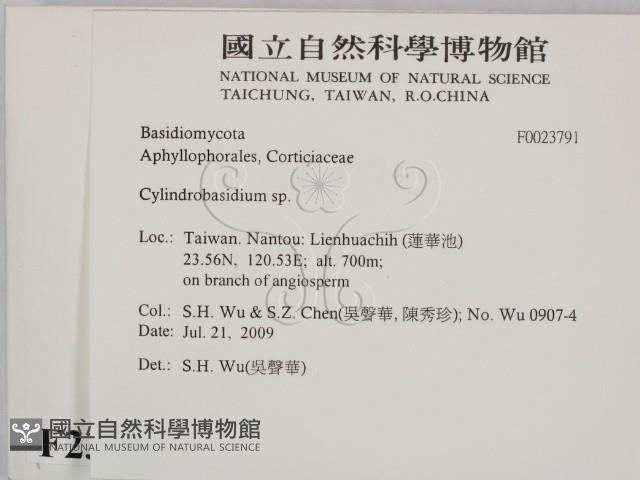 國立自然科學博物館
NATIONAL MUSEUM OF NATURAL SCIENCE
TAICHUNG, TAIWAN, R.O.CHINA
Basidiomycota F0023791
Aphyllophorales, Corticiaceae
Cylindrobasidium sp.
Loc.: Taiwan. Nantou: Lienhuachih (蓮華池)
23.56N, 120.53E; alt. 700m;
on branch of angiosperm
Col.: S.H. Wu & S.Z. Chen(吳聲華, 陳秀珍); No. Wu 0907-4
Date: Jul. 21, 2009
Det.: S.H. Wu(吳聲華)
國立自然科學博物館
NATIONAL MUSEUM OF NATURAL SCIENCE